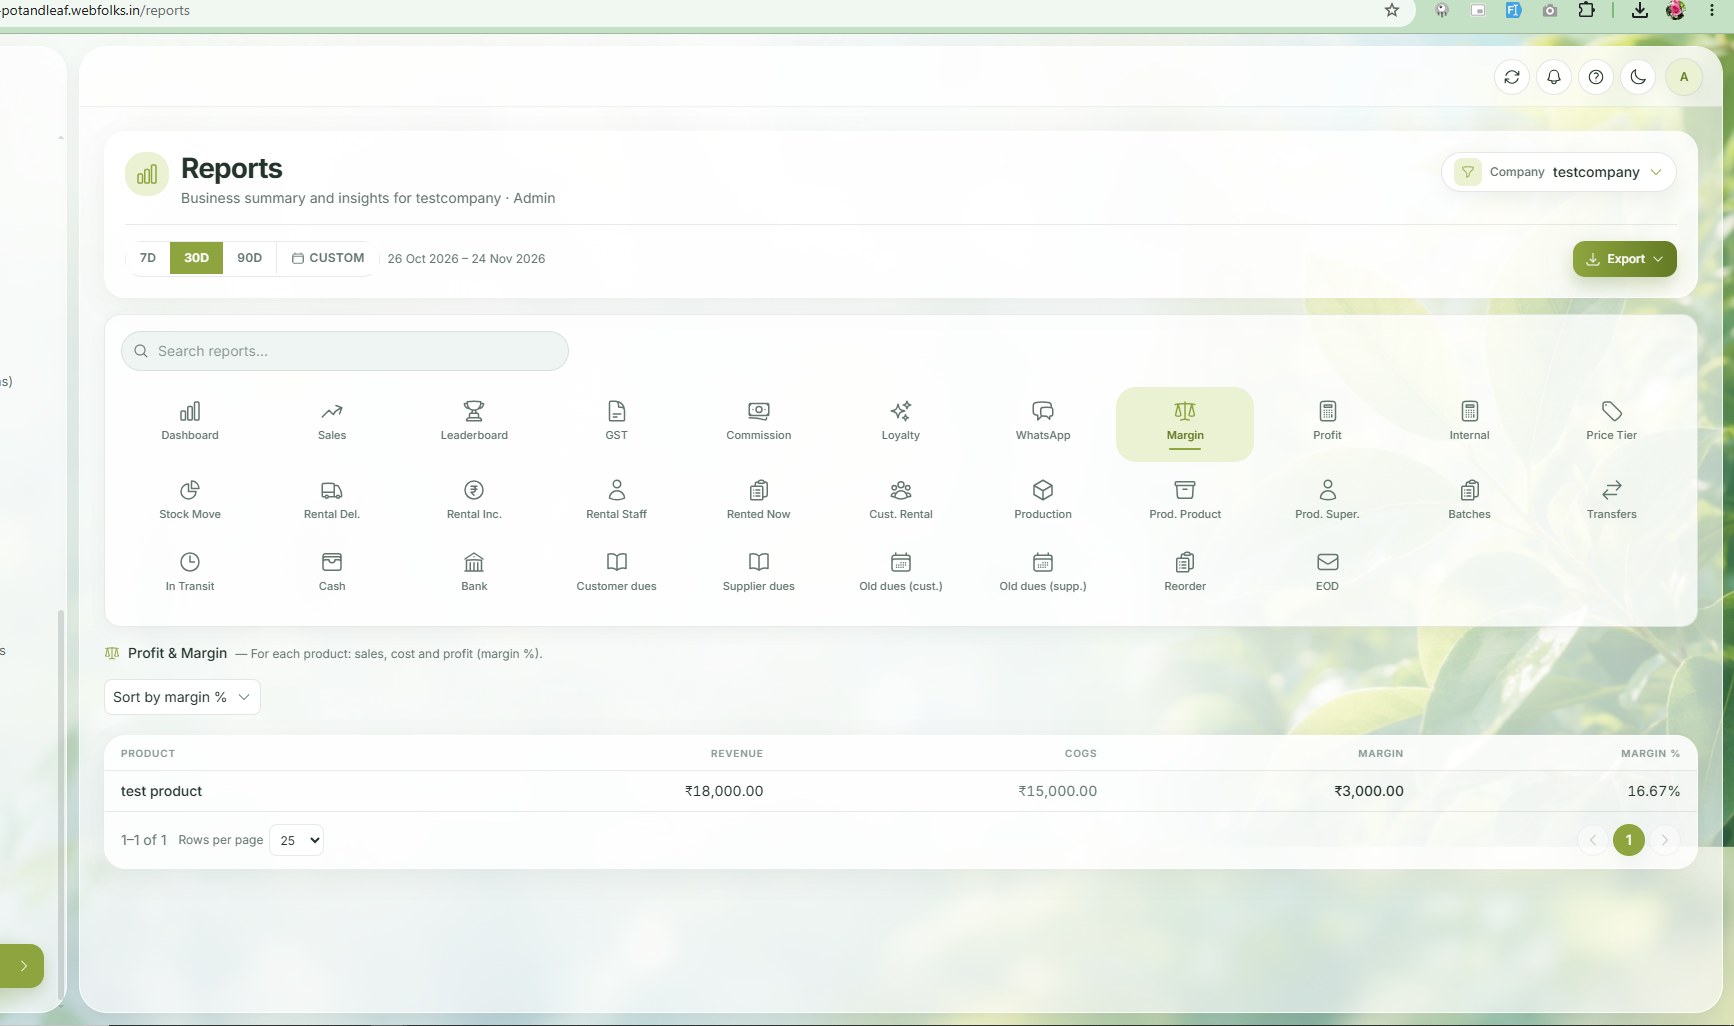 -potandleaf.webfolks.in/reports
A
Reports
Business summary and insights for testcompany · Admin
Company testcompany
7D 30D 90D CUSTOM 26 Oct 2026 – 24 Nov 2026
Export
Search reports...
Dashboard Sales Leaderboard GST Commission Loyalty WhatsApp Margin Profit Internal Price Tier
Stock Move Rental Del. Rental Inc. Rental Staff Rented Now Cust. Rental Production Prod. Product Prod. Super. Batches Transfers
In Transit Cash Bank Customer dues Supplier dues Old dues (cust.) Old dues (supp.) Reorder EOD
s)
s
Profit & Margin — For each product: sales, cost and profit (margin %).
Sort by margin %
PRODUCT REVENUE COGS MARGIN MARGIN %
test product ₹18,000.00 ₹15,000.00 ₹3,000.00 16.67%
1–1 of 1 Rows per page 25 1